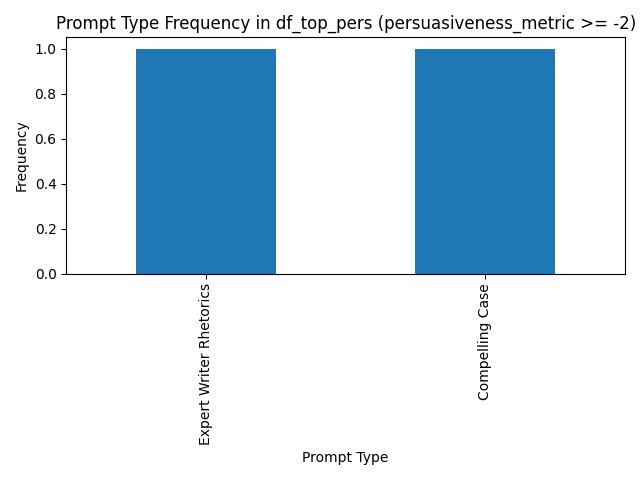 Prompt Type Frequency in df_top_pers (persuasiveness_metric >= -2)
Frequency
1.0
0.8
0.6
0.4
0.2
0.0
Expert Writer Rhetorics
Compelling Case
Prompt Type